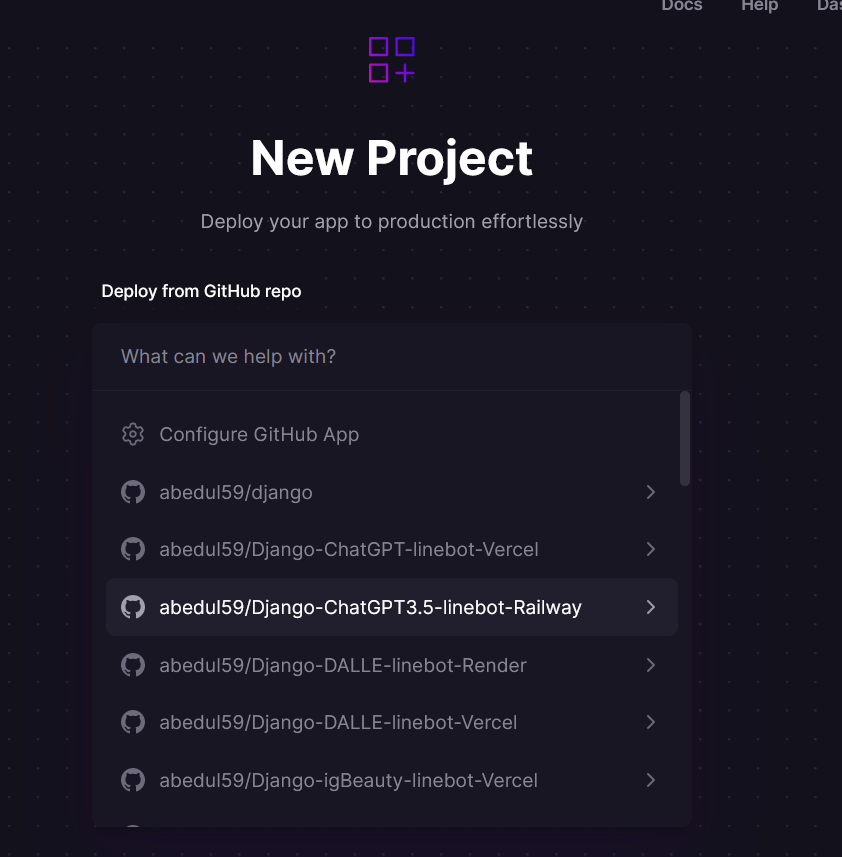 Docs Help
New Project
Deploy your app to production effortlessly
Deploy from GitHub repo
What can we help with?
Configure GitHub App
abedul59/django
abedul59/Django-ChatGPT-linebot-Vercel
abedul59/Django-ChatGPT3.5-linebot-Railway
abedul59/Django-DALLE-linebot-Render
abedul59/Django-DALLE-linebot-Vercel
abedul59/Django-igBeauty-linebot-Vercel